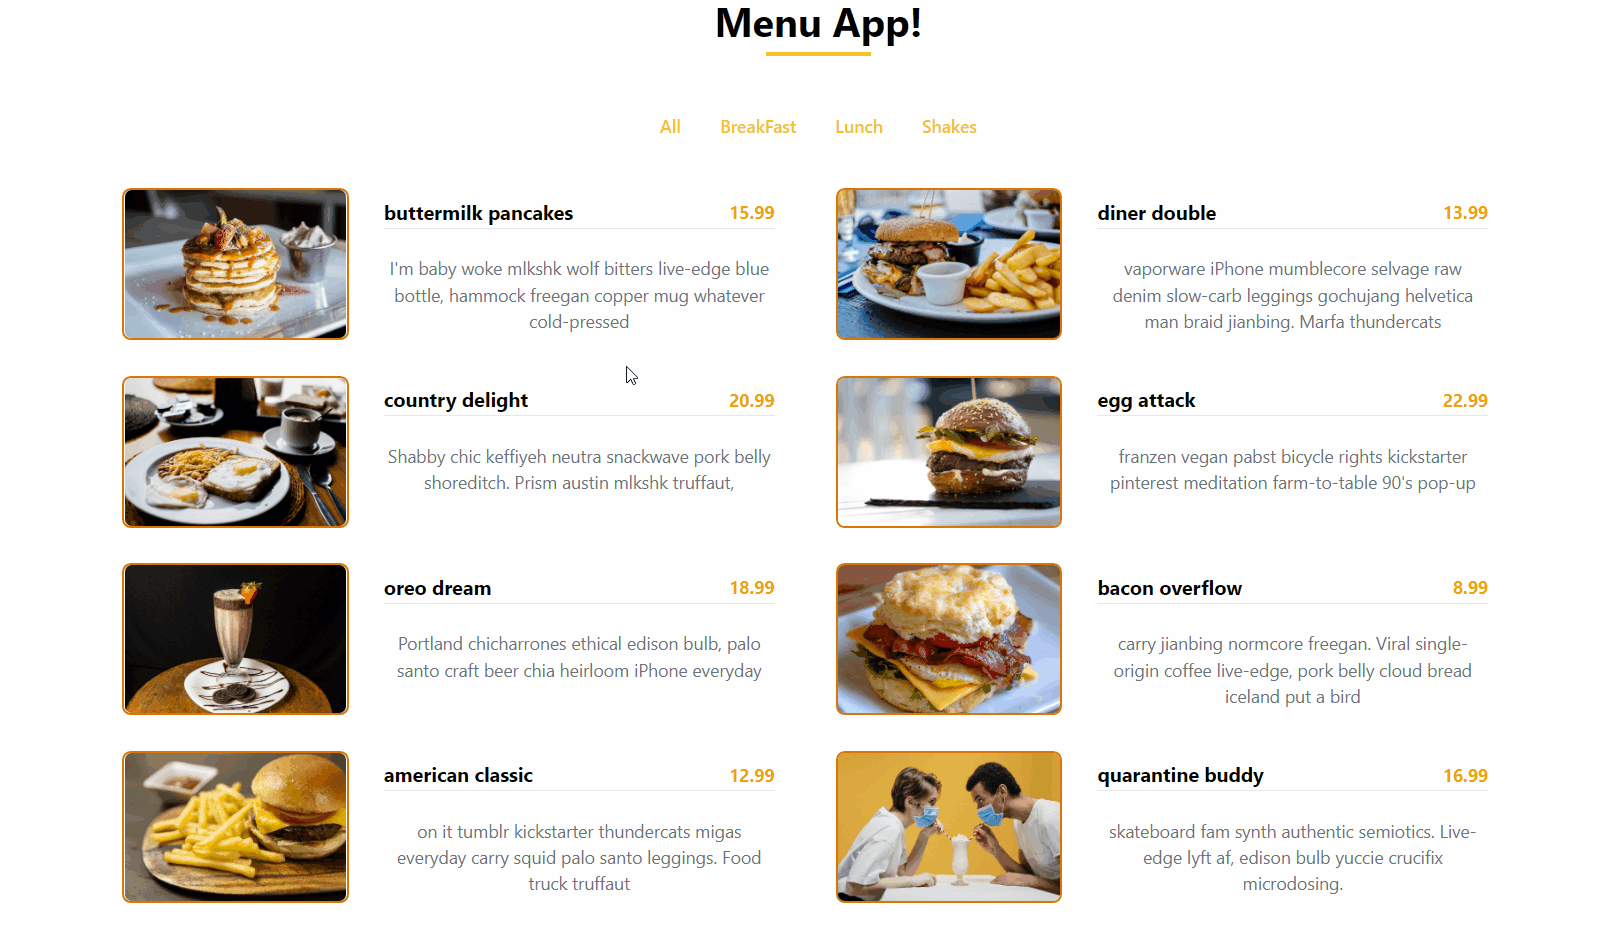 Menu App!
All BreakFast Lunch Shakes
buttermilk pancakes 15.99
I'm baby woke mlkshk wolf bitters live-edge blue
bottle, hammock freegan copper mug whatever
cold-pressed
diner double 13.99
vaporware iPhone mumblecore selvage raw
denim slow-carb leggings gochujang helvetica
man braid jianbing. Marfa thundercats
country delight 20.99
Shabby chic keffiyeh neutra snackwave pork belly
shoreditch. Prism austin mlkshk truffaut,
egg attack 22.99
franzen vegan pabst bicycle rights kickstarter
pinterest meditation farm-to-table 90's pop-up
oreo dream 18.99
Portland chicharrones ethical edison bulb, palo
santo craft beer chia heirloom iPhone everyday
bacon overflow 8.99
carry jianbing normcore freegan. Viral single-
origin coffee live-edge, pork belly cloud bread
iceland put a bird
american classic 12.99
on it tumblr kickstarter thundercats migas
everyday carry squid palo santo leggings. Food
truck truffaut
quarantine buddy 16.99
skateboard fam synth authentic semiotics. Live-
edge lyft af, edison bulb yuccie crucifix
microdosing.